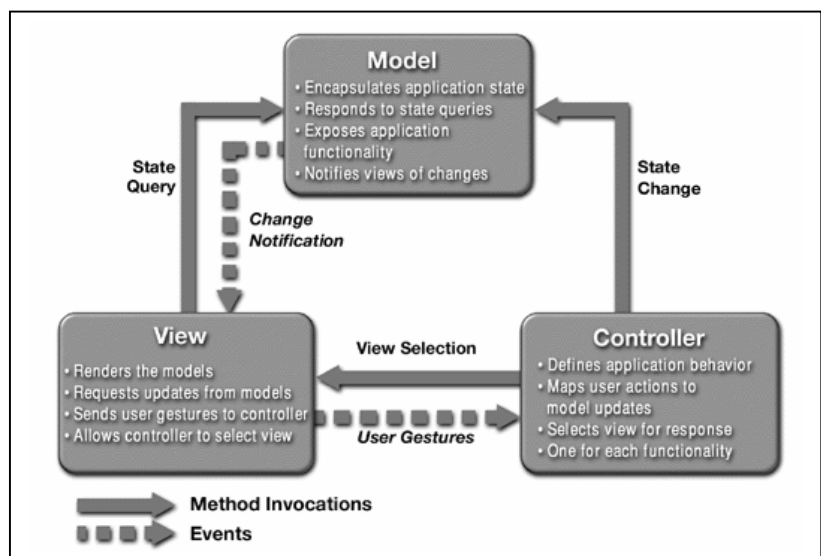 Model
• Encapsulates application state
• Responds to state queries
• Exposes application
functionality
• Notifies views of changes
State
Query
State
Change
Change
Notification
View
• Renders the models
• Requests updates from models
• Sends user gestures to controller
• Allows controller to select view
View Selection
User Gestures
Controller
• Defines application behavior
• Maps user actions to
model updates
• Selects view for response
• One for each functionality
Method Invocations
Events